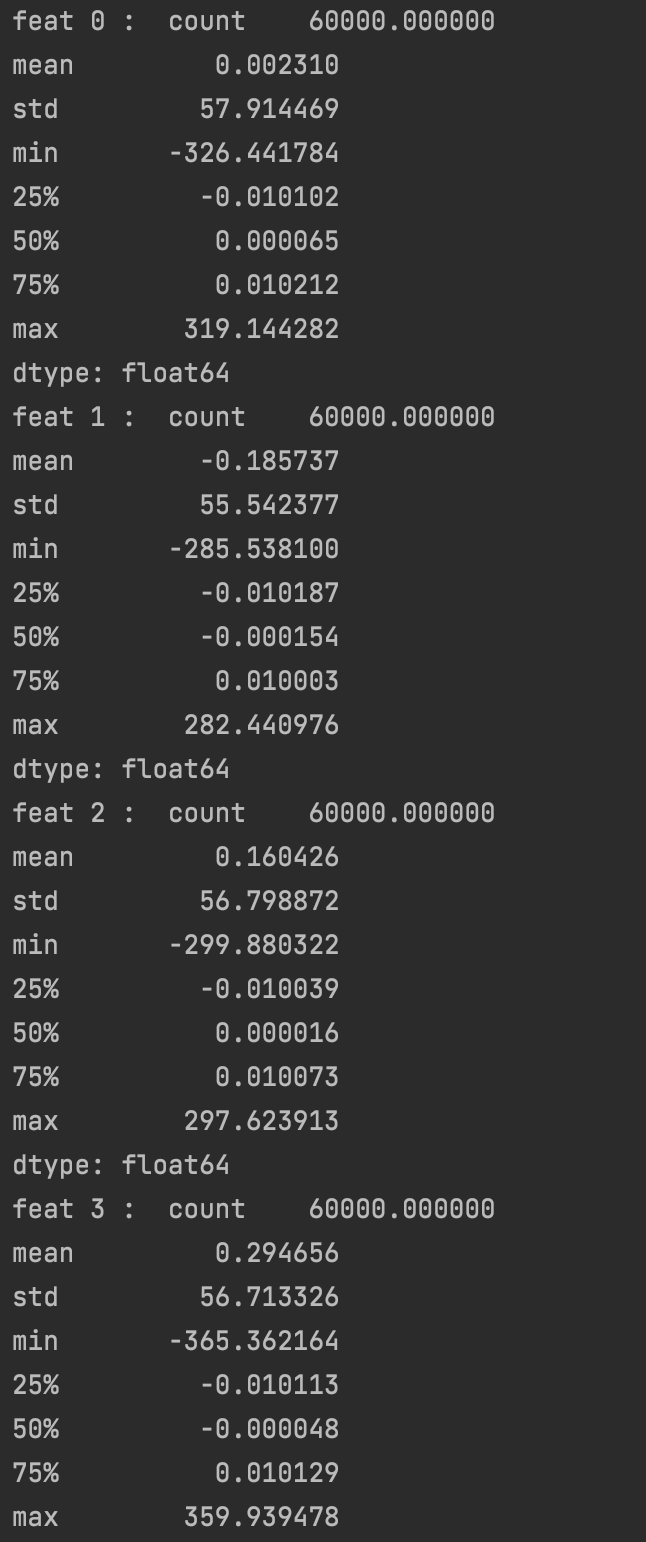 feat 0 :  count    60000.000000
mean         0.002310
std         57.914469
min       -326.441784
25%         -0.010102
50%          0.000065
75%          0.010212
max        319.144282
dtype: float64
feat 1 :  count    60000.000000
mean        -0.185737
std         55.542377
min       -285.538100
25%         -0.010187
50%         -0.000154
75%          0.010003
max        282.440976
dtype: float64
feat 2 :  count    60000.000000
mean         0.160426
std         56.798872
min       -299.880322
25%         -0.010039
50%          0.000016
75%          0.010073
max        297.623913
dtype: float64
feat 3 :  count    60000.000000
mean         0.294656
std         56.713326
min       -365.362164
25%         -0.010113
50%         -0.000048
75%          0.010129
max        359.939478